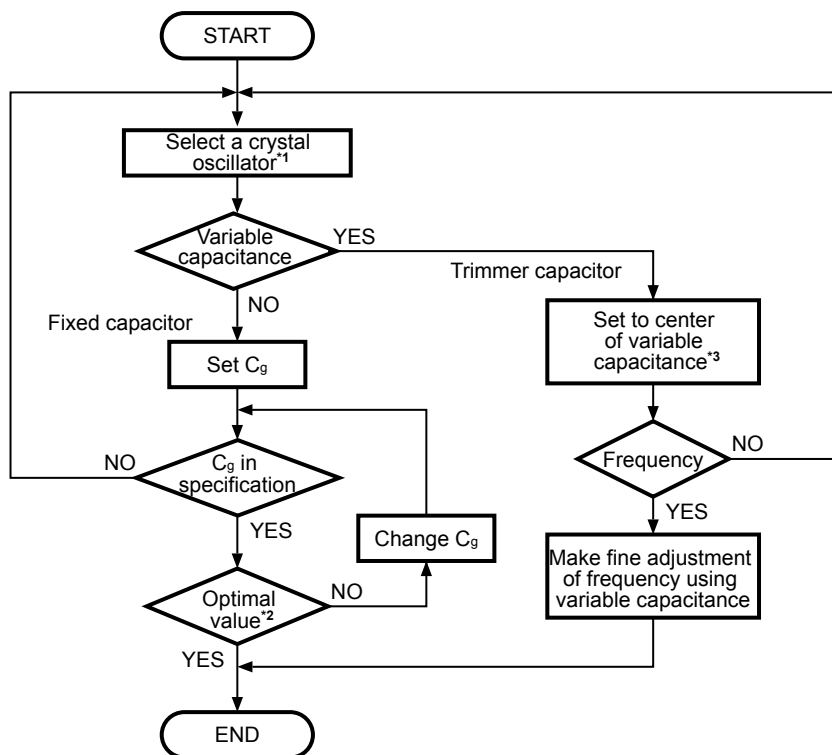 START
Select a crystal
oscillator*1
Variable
capacitance
YES
Trimmer capacitor
NO
Fixed capacitor
Set Cg
Set to center
of variable
capacitance*3
Frequency
NO
YES
Cg in
specification
NO
YES
Change Cg
Make fine adjustment
of frequency using
variable capacitance
Optimal
value*2
NO
YES
END